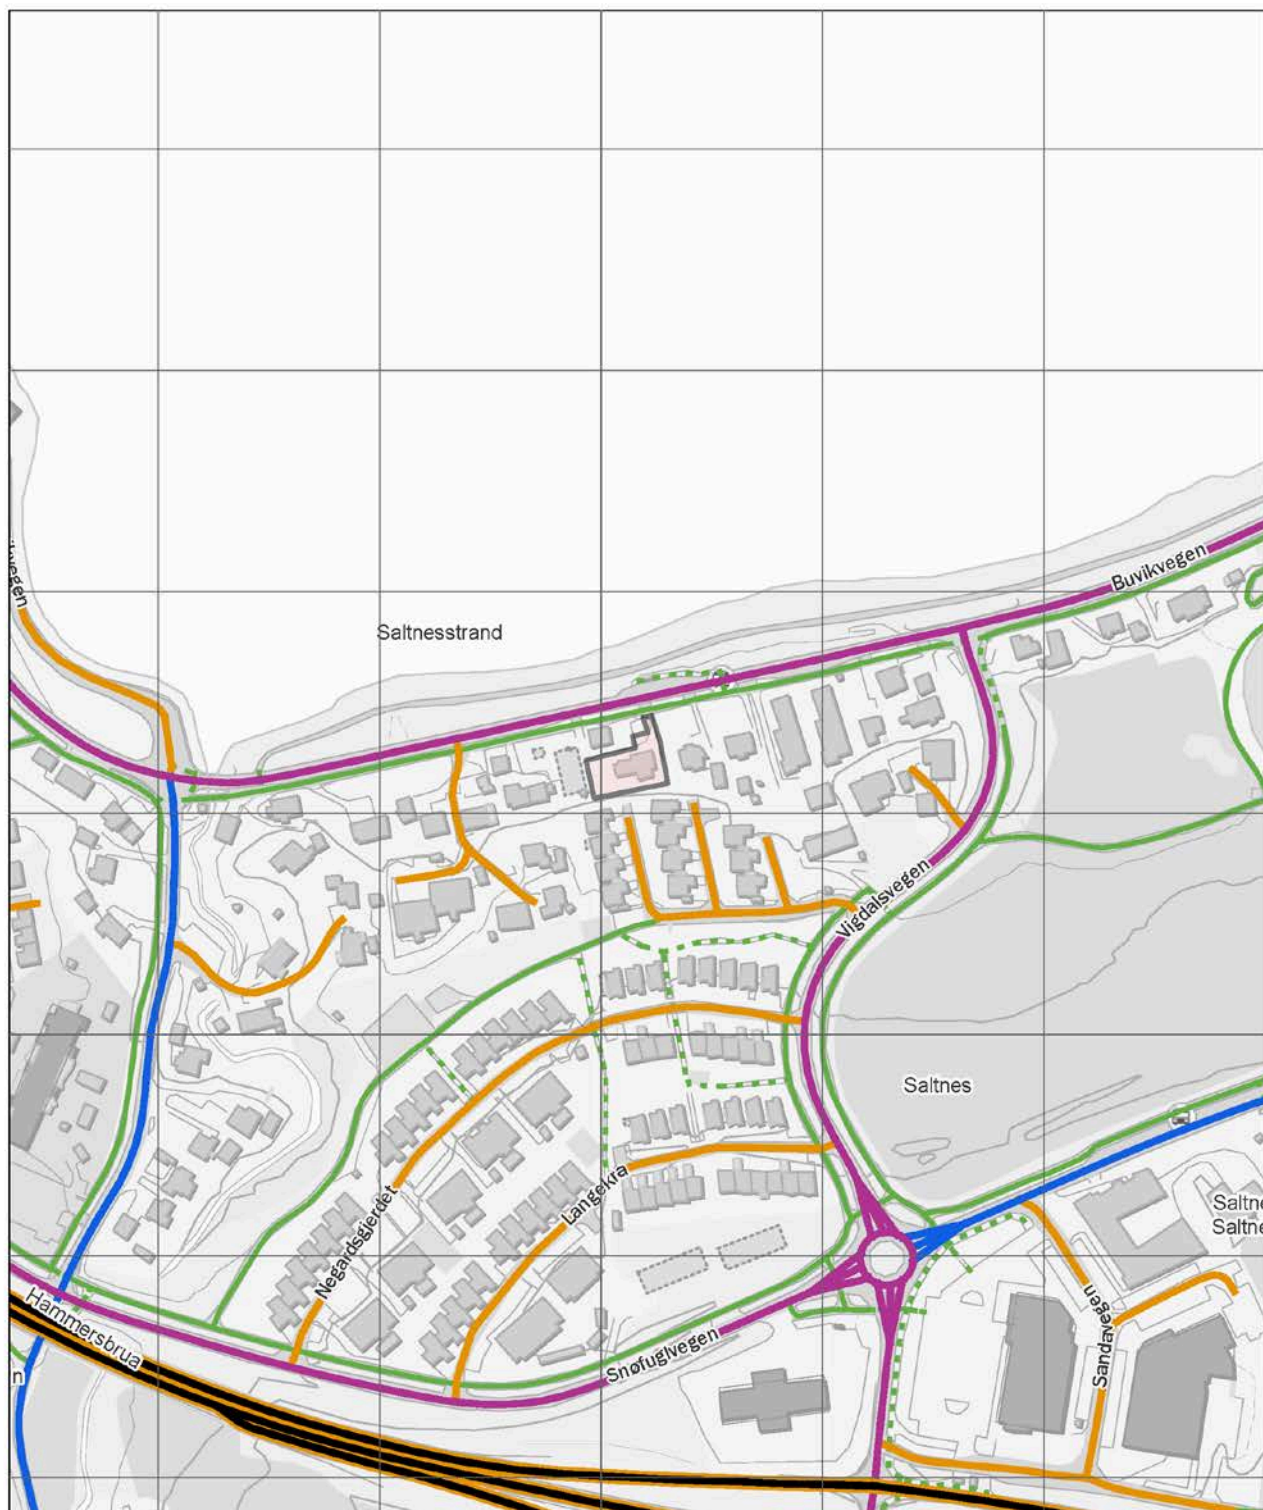 Buvikvegen
Saltnesstrand
Vigdalsvegen
Saltnes
Langekra
Negardsgjerdet
Hammersbrua
Snøfuglvegen
Sandavegen